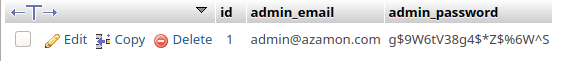 id admin_email admin_password
Edit Copy Delete 1 admin@azamon.com g$9W6tV38g4$*Z$%6W^S